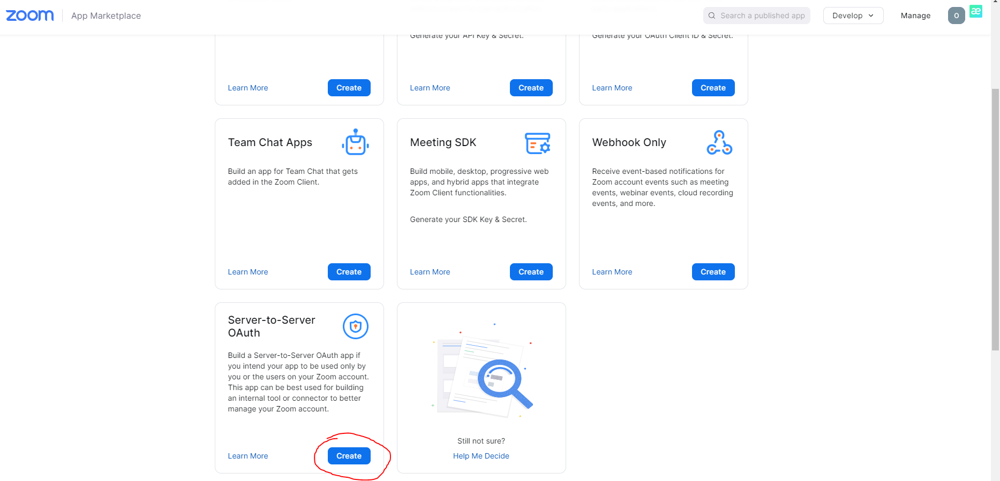 zoom App Marketplace Search a published app Develop Manage O æ
Generate your API Key & Secret.
Generate your OAuth Client ID & Secret.
Learn More Create
Learn More Create
Learn More Create
Team Chat Apps
Build an app for Team Chat that gets
added in the Zoom Client.
Learn More Create
Meeting SDK
Build mobile, desktop, progressive web
apps, and hybrid apps that integrate
Zoom Client functionalities.
Generate your SDK Key & Secret.
Learn More Create
Webhook Only
Receive event-based notifications for
Zoom account events such as meeting
events, webinar events, cloud recording
events, and more.
Learn More Create
Server-to-Server
OAuth
Build a Server-to-Server OAuth app if
you intend your app to be used only by
you or the users on your Zoom account.
This app can be best used for building
an internal tool or connector to better
manage your Zoom account.
Learn More Create
Still not sure?
Help Me Decide